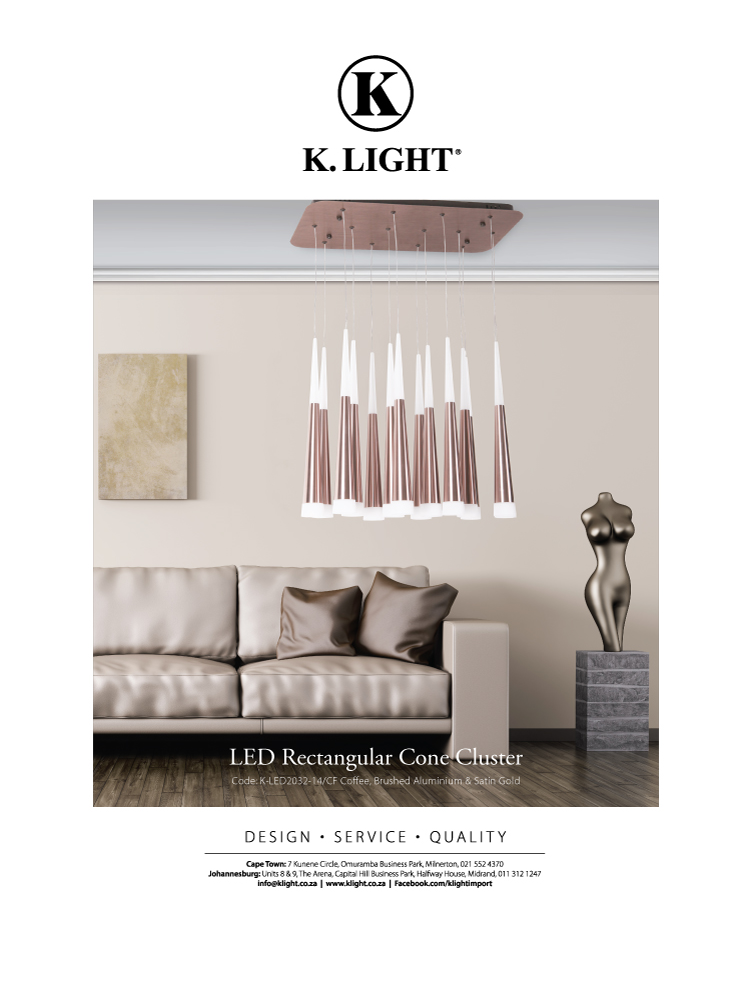 K
K. LIGHT®
LED Rectangular Cone Cluster
Code: K-LED2032-14/CF Coffee, Brushed Aluminium & Satin Gold
DESIGN • SERVICE • QUALITY
Cape Town: 7 Kunene Circle, Omuramba Business Park, Milnerton, 021 552 4370
Johannesburg: Units 8 & 9, The Arena, Capital Hill Business Park, Halfway House, Midrand, 011 312 1247
info@klight.co.za | www.klight.co.za | Facebook.com/klightimport